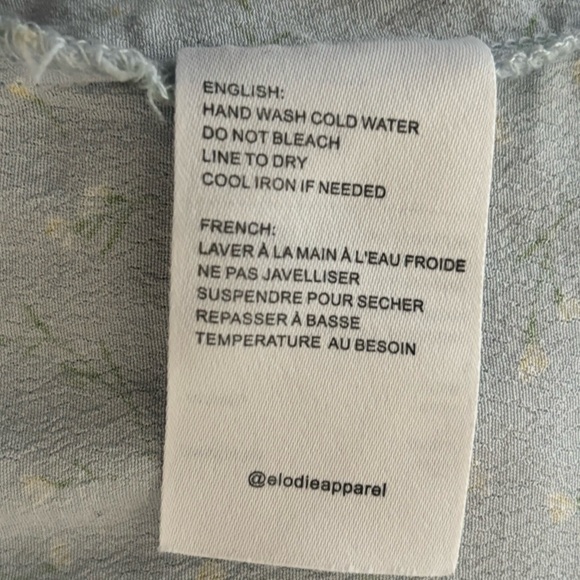 ENGLISH:
HAND WASH COLD WATER
DO NOT BLEACH
LINE TO DRY
COOL IRON IF NEEDED
FRENCH:
LAVER À LA MAIN À L'EAU FROIDE
NE PAS JAVELLISER
SUSPENDRE POUR SECHER
REPASSER À BASSE
TEMPERATURE AU BESOIN
@elodieapparel